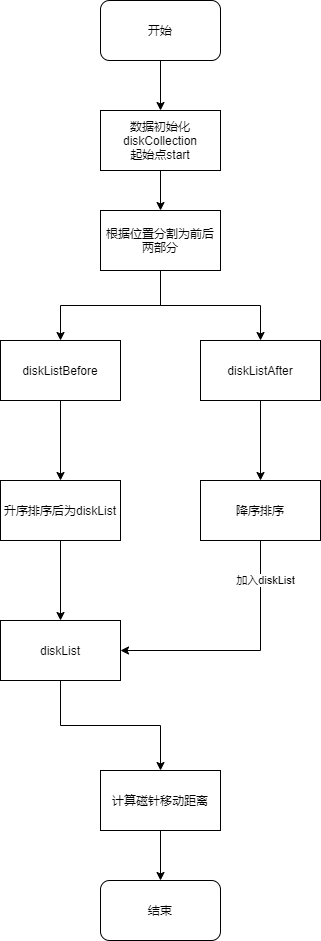 开始
数据初始化
diskCollection
起始点start
根据位置分割为前后
两部分
diskListBefore
diskListAfter
升序排序后为diskList
降序排序
加入diskList
diskList
计算磁针移动距离
结束